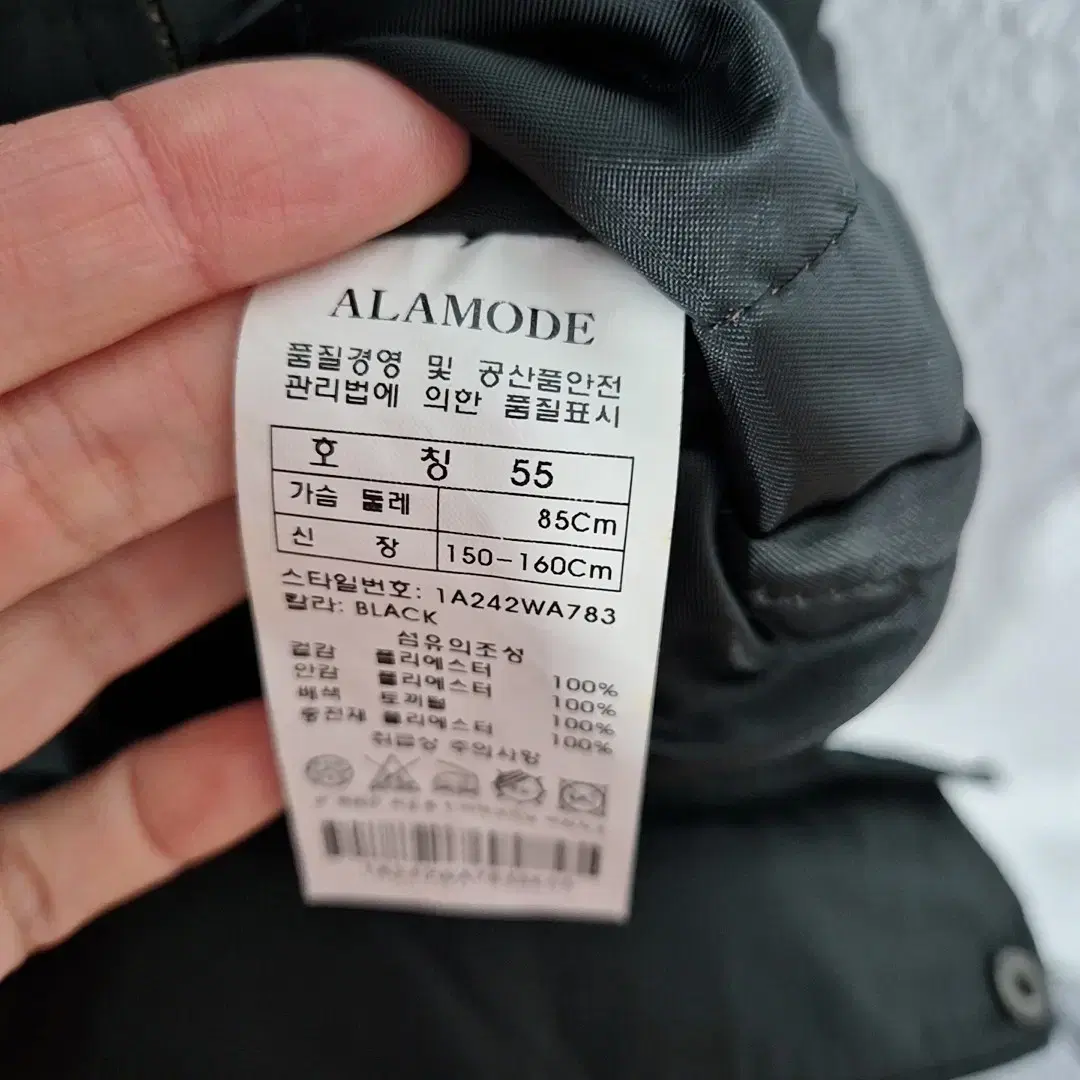 ALAMODE
품질경영 및 공산품안전
관리법에 의한 품질표시
호 칭 55
가슴 둘레 85Cm
신 장 150-160Cm
스타일번호: 1A242WA783
칼라: BLACK
섬유의조성
겉감 폴리에스터 100%
안감 폴리에스터 100%
배색 토끼털 100%
충전재 폴리에스터 100%
취급상 주의사항